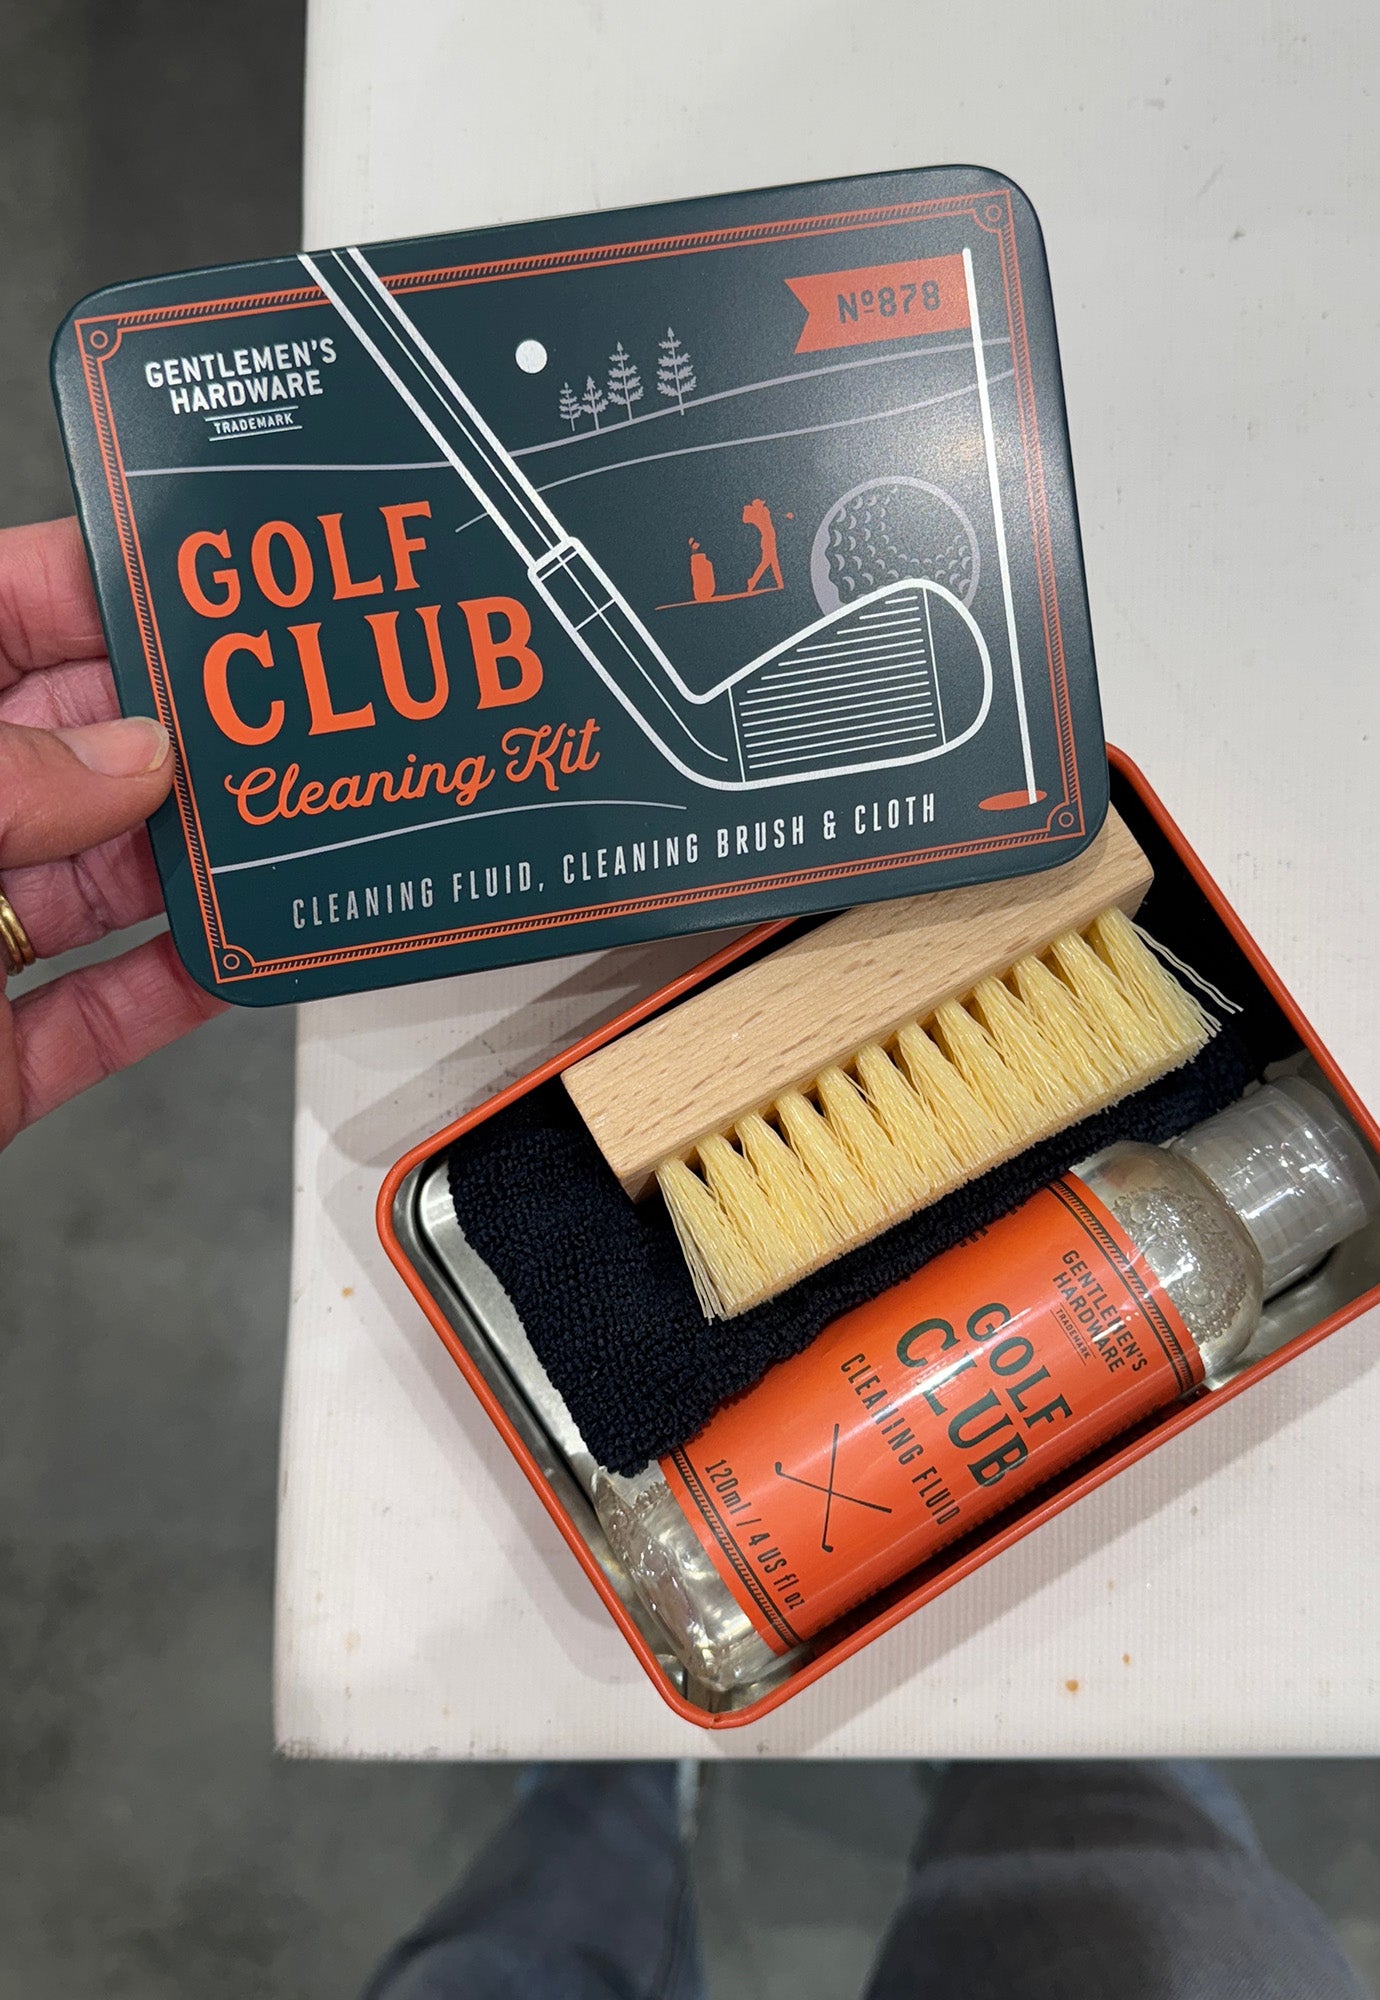 GENTLEMEN'S
HARDWARE
TRADEMARK
Nº878
GOLF
CLUB
Cleaning Kit
CLEANING FLUID, CLEANING BRUSH & CLOTH
GENTLEMEN'S
HARDWARE
TRADEMARK
GOLF
CLUB
CLEANING FLUID
120ml / 4 US fl oz